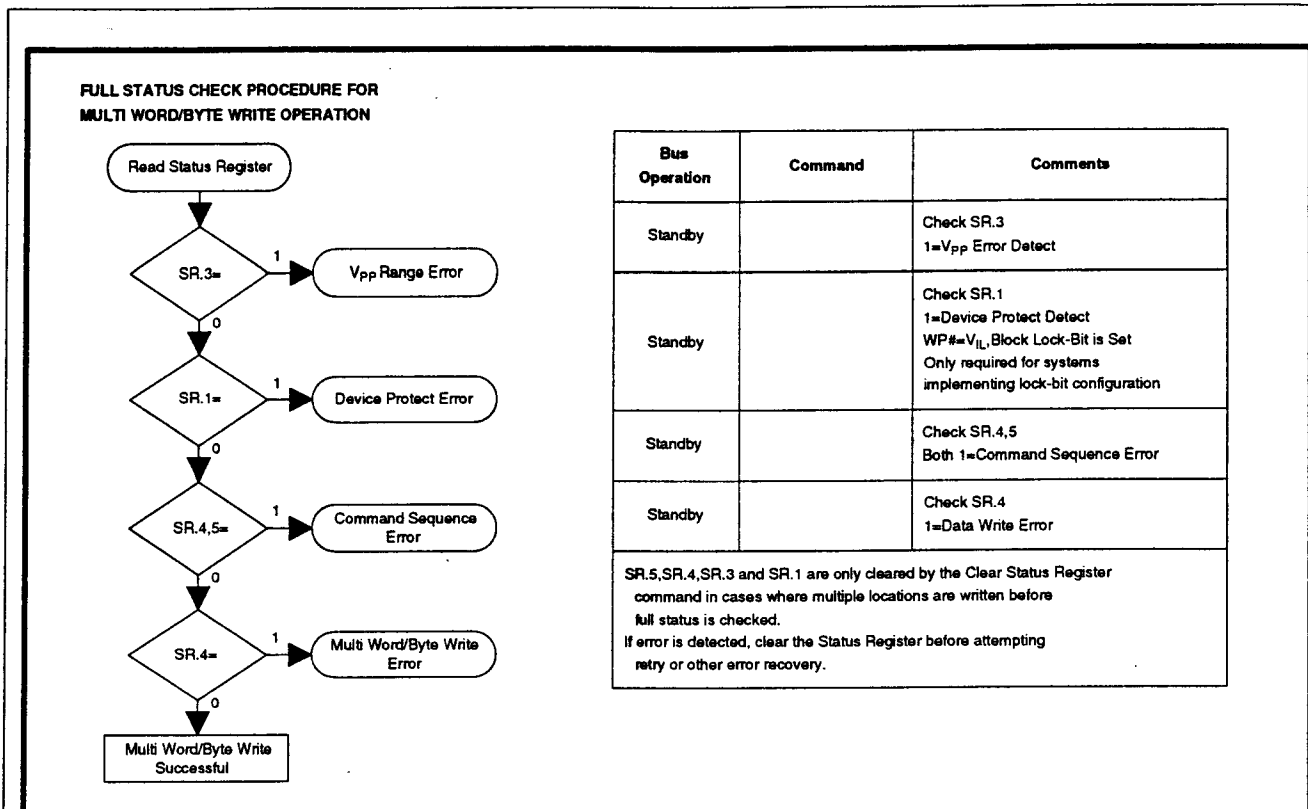 FULL STATUS CHECK PROCEDURE FOR
MULTI WORD/BYTE WRITE OPERATION
Read Status Register
SR.3=
1
VPP Range Error
0
SR.1=
1
Device Protect Error
0
SR.4,5=
1
Command Sequence
Error
0
SR.4=
1
Multi Word/Byte Write
Error
0
Multi Word/Byte Write
Successful
Bus
Operation
Command
Comments
Standby
Check SR.3
1=VPP Error Detect
Standby
Check SR.1
1=Device Protect Detect
WP#=VIL,Block Lock-Bit is Set
Only required for systems
implementing lock-bit configuration
Standby
Check SR.4,5
Both 1=Command Sequence Error
Standby
Check SR.4
1=Data Write Error
SR.5,SR.4,SR.3 and SR.1 are only cleared by the Clear Status Register
command in cases where multiple locations are written before
full status is checked.
If error is detected, clear the Status Register before attempting
retry or other error recovery.